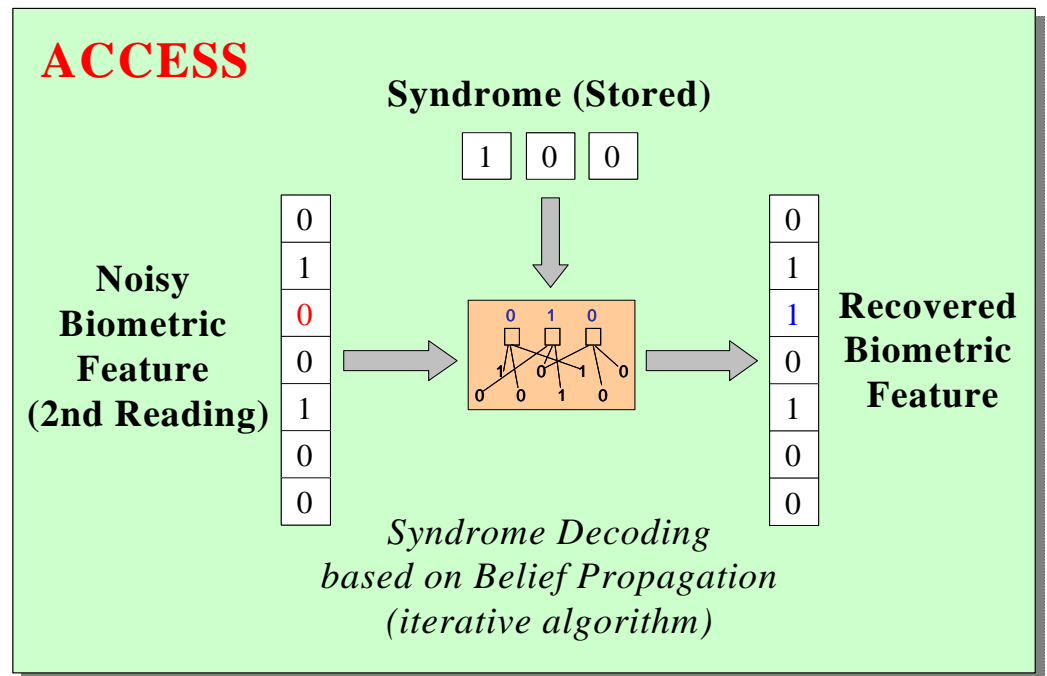 ACCESS
Syndrome (Stored)
1 0 0
0
1
0
0
1
0
0
Noisy
Biometric
Feature
(2nd Reading)
0 1 0
1 0 1 0
0 0 1 0
0
1
1
0
1
0
0
Recovered
Biometric
Feature
Syndrome Decoding
based on Belief Propagation
(iterative algorithm)